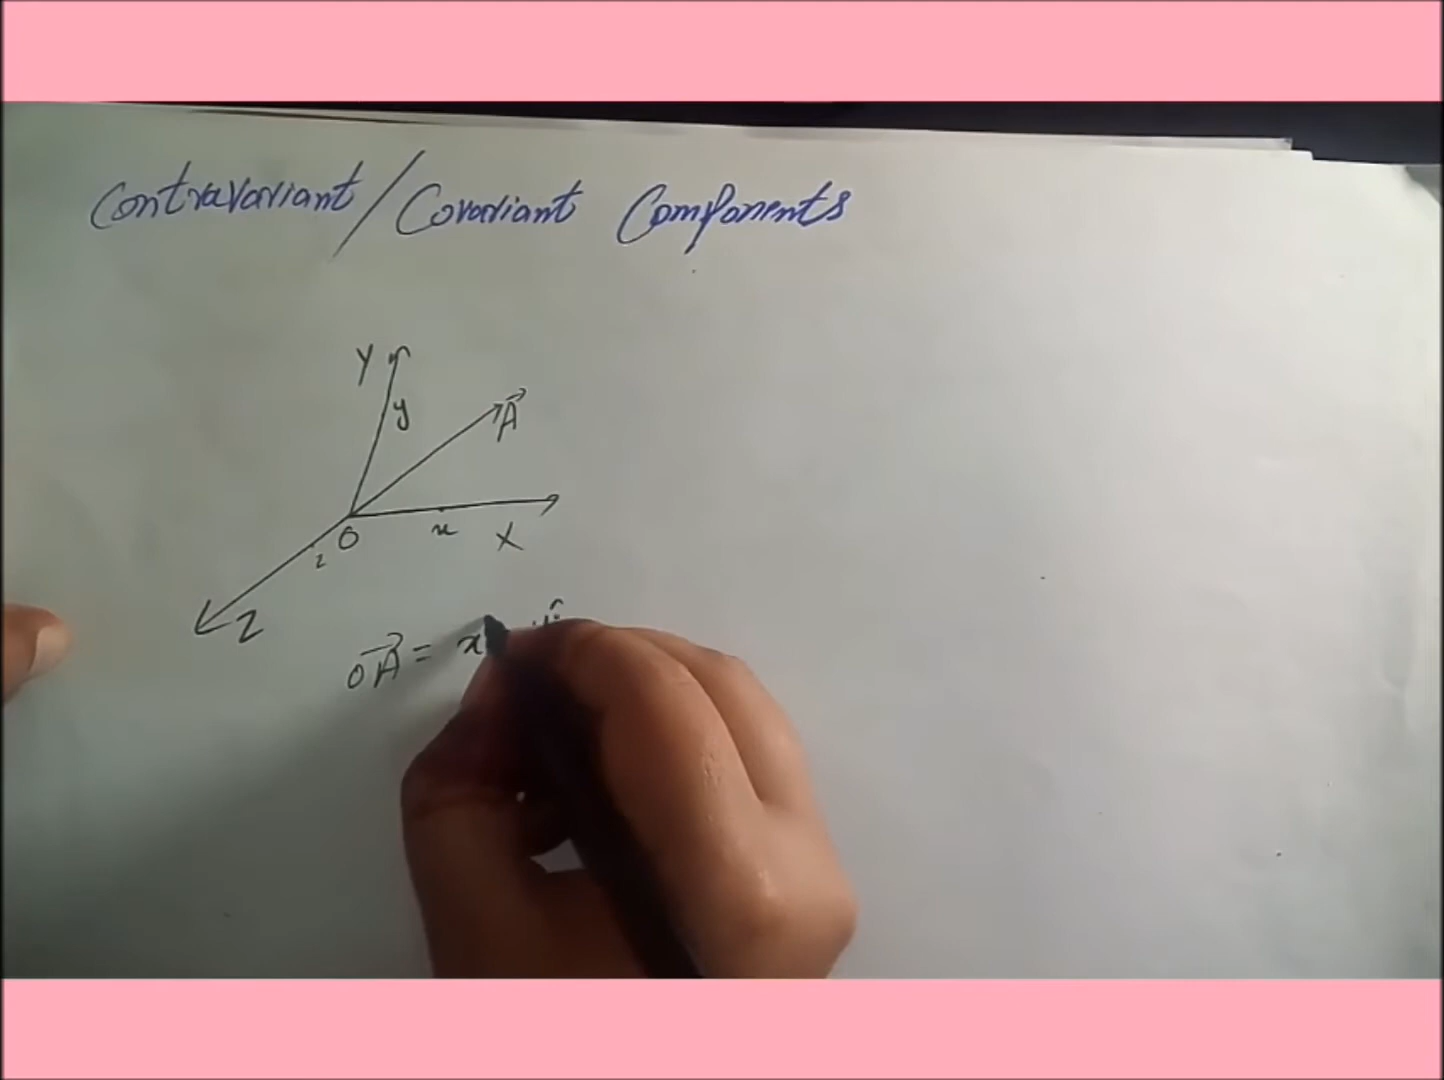 Contravariant/Covariant Components
Y
y
A
O
x
X
z
Z
OA = x